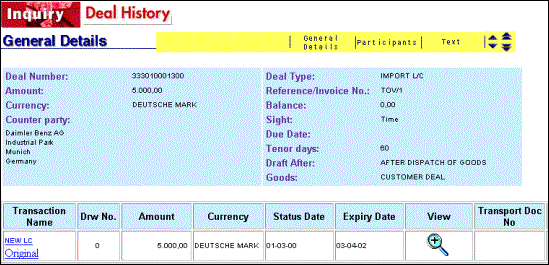 Inquiry Deal History
General Details
General Details
Participants
Text
Deal Number: 333010001300
Amount: 5.000,00
Currency: DEUTSCHE MARK
Counter party:
Daimler Benz AG
Industrial Park
Munich
Germany
Deal Type: IMPORT L/C
Reference/Invoice No.: TOV/1
Balance: 0,00
Sight: Time
Due Date:
Tenor days: 60
Draft After: AFTER DISPATCH OF GOODS
Goods: CUSTOMER DEAL
Transaction Name Drw No. Amount Currency Status Date Expiry Date View Transport Doc No
NEW LC
Original 0 5.000,00 DEUTSCHE MARK 01-03-00 03-04-02